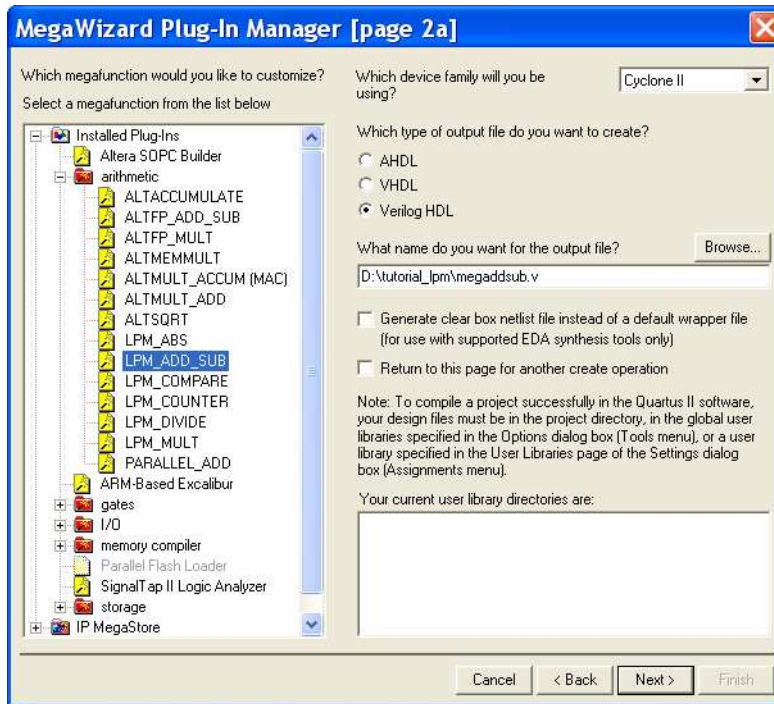 MegaWizard Plug-In Manager [page 2a]
Which megafunction would you like to customize?
Select a megafunction from the list below
Installed Plug-Ins
Altera SOPC Builder
arithmetic
ALTACCUMULATE
ALTFP_ADD_SUB
ALTFP_MULT
ALTMEMMULT
ALTMULT_ACCUM (MAC)
ALTMULT_ADD
ALTSQRT
LPM_ABS
LPM_ADD_SUB
LPM_COMPARE
LPM_COUNTER
LPM_DIVIDE
LPM_MULT
PARALLEL_ADD
ARM-Based Excalibur
gates
I/O
memory compiler
Parallel Flash Loader
SignalTap II Logic Analyzer
storage
IP MegaStore
Which device family will you be
using?
Cyclone II
Which type of output file do you want to create?
AHDL
VHDL
Verilog HDL
What name do you want for the output file?
Browse...
D:\tutorial_lpm\megaddsub.v
Generate clear box netlist file instead of a default wrapper file
(for use with supported EDA synthesis tools only)
Return to this page for another create operation
Note: To compile a project successfully in the Quartus II software,
your design files must be in the project directory, in the global user
libraries specified in the Options dialog box (Tools menu), or a user
library specified in the User Libraries page of the Settings dialog
box (Assignments menu).
Your current user library directories are:
Cancel
< Back
Next >
Finish